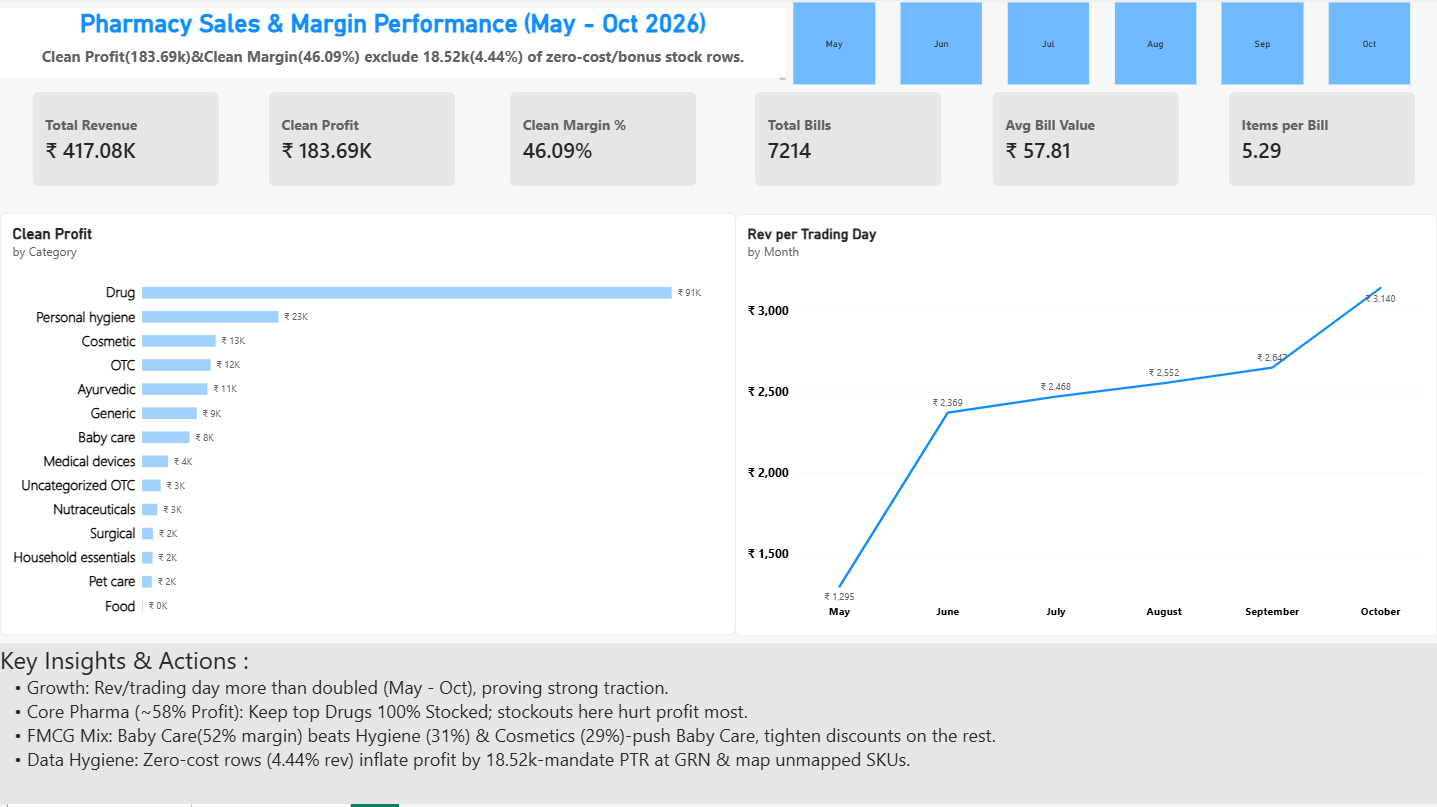 Pharmacy Sales & Margin Performance (May - Oct 2026)
Clean Profit(183.69k)&Clean Margin(46.09%) exclude 18.52k(4.44%) of zero-cost/bonus stock rows.
May
Jun
Jul
Aug
Sep
Oct
Total Revenue
₹ 417.08K
Clean Profit
₹ 183.69K
Clean Margin %
46.09%
Total Bills
7214
Avg Bill Value
₹ 57.81
Items per Bill
5.29
Clean Profit
by Category
Drug ₹ 91K
Personal hygiene ₹ 23K
Cosmetic ₹ 13K
OTC ₹ 12K
Ayurvedic ₹ 11K
Generic ₹ 9K
Baby care ₹ 8K
Medical devices ₹ 4K
Uncategorized OTC ₹ 3K
Nutraceuticals ₹ 3K
Surgical ₹ 2K
Household essentials ₹ 2K
Pet care ₹ 2K
Food ₹ 0K
Rev per Trading Day
by Month
₹ 3,000
₹ 2,500
₹ 2,000
₹ 1,500
₹ 1,295
₹ 2,369
₹ 2,468
₹ 2,552
₹ 2,647
₹ 3,140
May
June
July
August
September
October
Key Insights & Actions :
• Growth: Rev/trading day more than doubled (May - Oct), proving strong traction.
• Core Pharma (~58% Profit): Keep top Drugs 100% Stocked; stockouts here hurt profit most.
• FMCG Mix: Baby Care(52% margin) beats Hygiene (31%) & Cosmetics (29%)-push Baby Care, tighten discounts on the rest.
• Data Hygiene: Zero-cost rows (4.44% rev) inflate profit by 18.52k-mandate PTR at GRN & map unmapped SKUs.